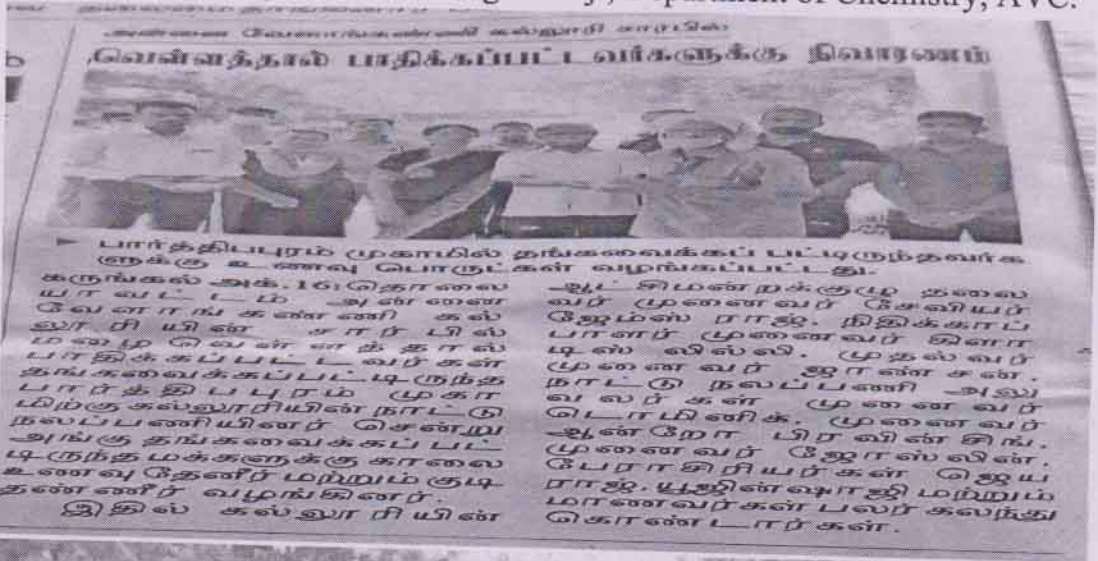 Department of Chemistry, AVC.
அன்னை வேளாங்கண்ணி கல்லூரி சார்பில்
வெள்ளத்தால் பாதிக்கப்பட்டவர்களுக்கு நிவாரணம்
பார்த்திபபுரம் முகாமில் தங்கவைக்கப் பட்டிருந்தவர்க
ளுக்கு உணவு பொருட்கள் வழங்கப்பட்டது.
கருங்கல் அக்.16: தொலை
யாவட்டம் அன்னை
வேளாங்கண்ணி கல்
லூரியின் சார்பில்
மழை வெள்ளத்தால்
பாதிக்கப்பட்டவர்கள்
தங்கவைக்கப்பட்டிருந்த
பார்த்திபபுரம் முகா
மிற்கு கல்லூரியின் நாட்டு
நலப்பணியினர் சென்று
அங்கு தங்கவைக்கப் பட்
டிருந்த மக்களுக்கு காலை
உணவு தேனீர் மற்றும் குடி
தண்ணீர் வழங்கினர்.
இதில் கல்லூரியின்
ஆட்சிமன்றக்குழு தலை
வர் முனைவர் சேவியர்
ஜேம்ஸ் ராஜ், நிதிக்காப்
பாளர் முனைவர் கிளா
டிஸ் லில்லி, முதல்வர்
முனைவர் ஜான்சன்,
நாட்டு நலப்பணி அலு
வலர்கள் முனைவர்
டொமினிக், முனைவர்
ஆன்றோ பிரவின் சிங்,
முனைவர் ஜோஸ்லின்,
பேராசிரியர்கள் ஜெய
ராஜ், யூஜின் ஷாஜி மற்றும்
மாணவர்கள் பலர் கலந்து
கொண்டார்கள்.